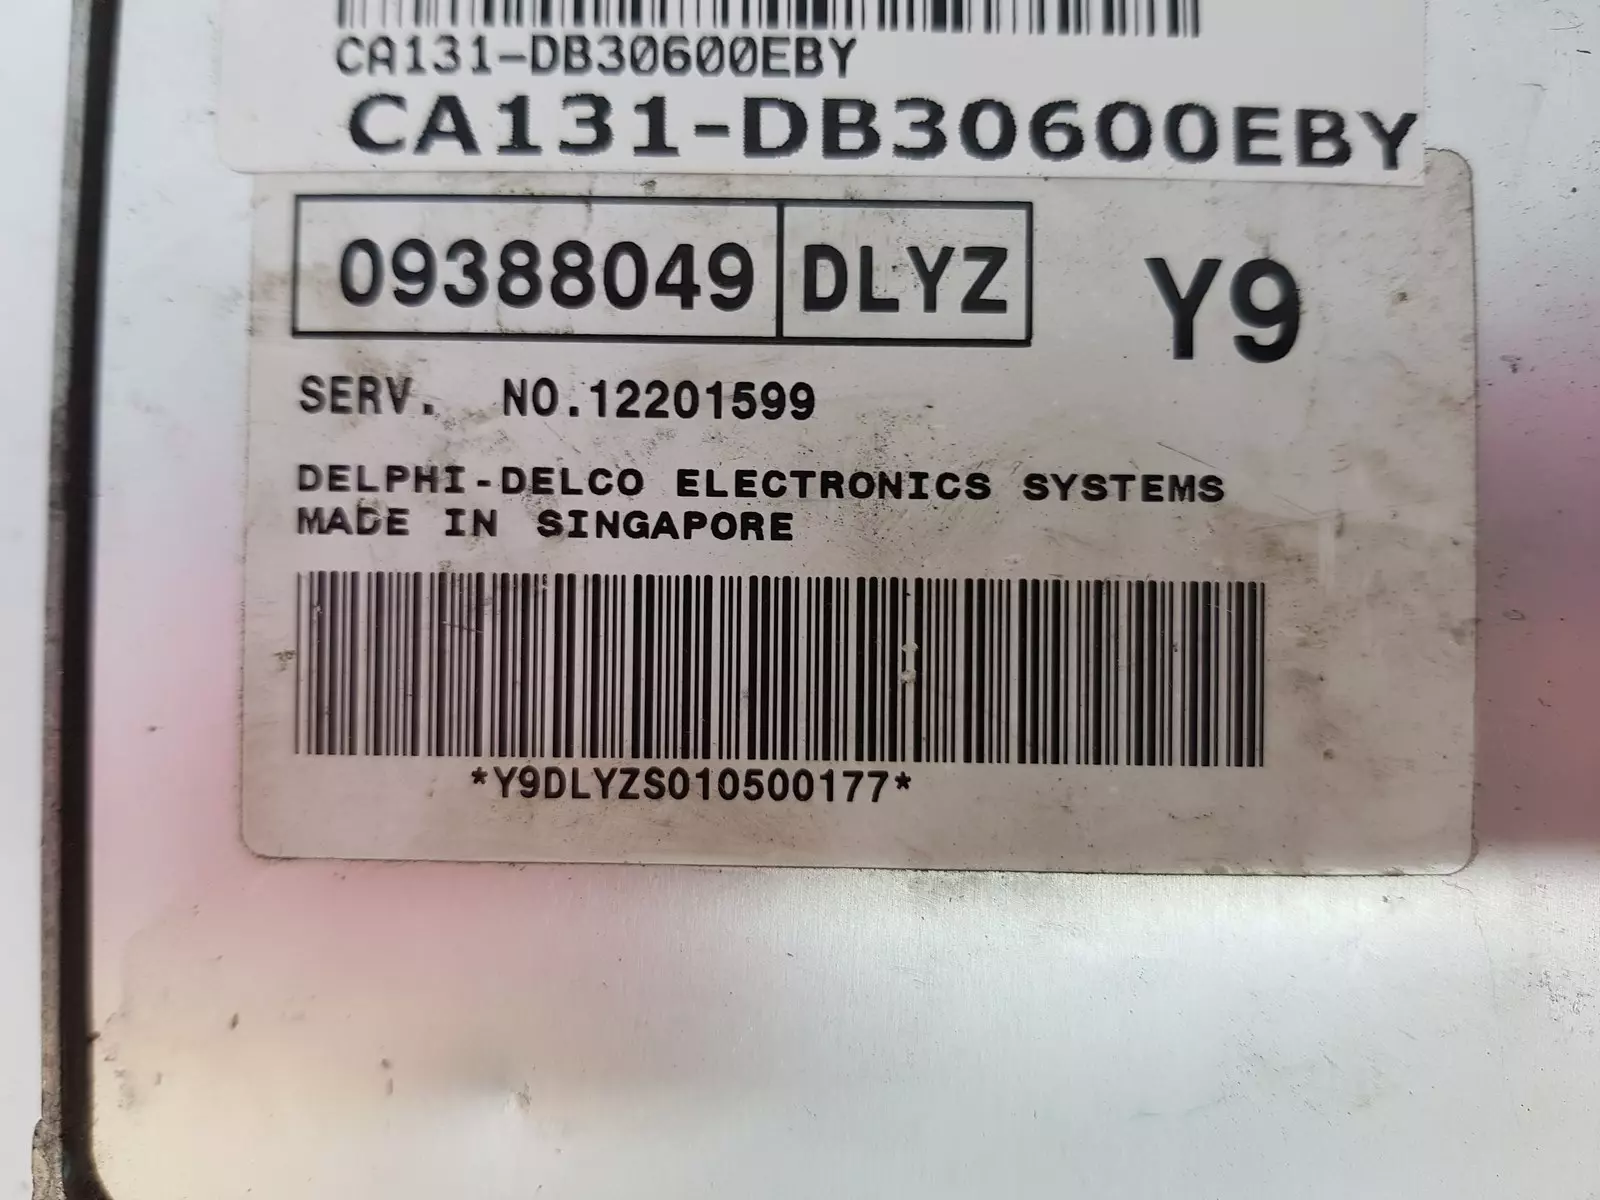 CA131-DB30600EBY
CA131-DB30600EBY
09388049 DLYZ Y9
SERV. NO.12201599
DELPHI-DELCO ELECTRONICS SYSTEMS
MADE IN SINGAPORE
*Y9DLYZS010500177*